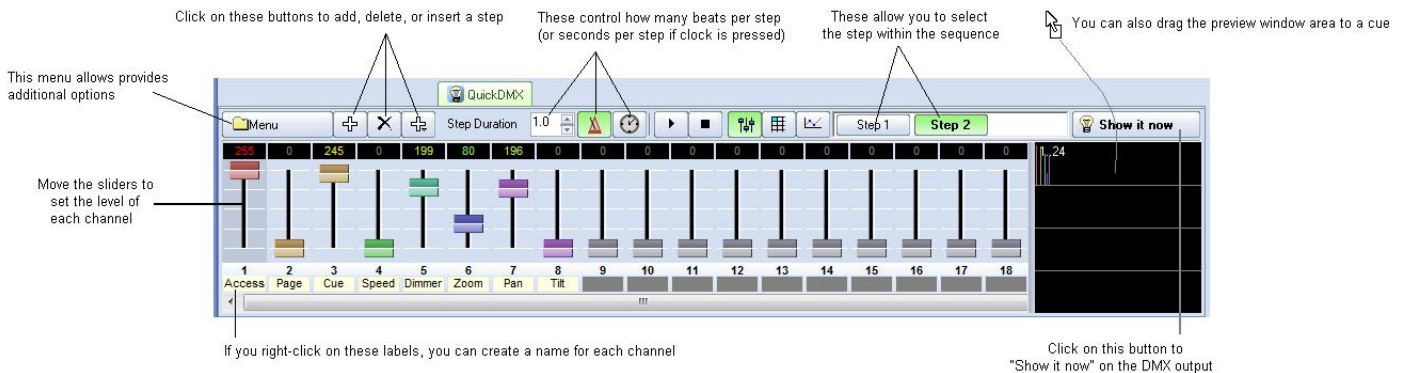 Click on these buttons to add, delete, or insert a step
These control how many beats per step
(or seconds per step if clock is pressed)
These allow you to select
the step within the sequence
You can also drag the preview window area to a cue
This menu allows provides
additional options
QuickDMX
Menu
Step Duration
1.0
Step 1
Step 2
Show it now
255 0 245 0 199 80 196 0 0 0 0 0 0 0 0 0 0 0
1..24
Move the sliders to
set the level of
each channel
1 2 3 4 5 6 7 8 9 10 11 12 13 14 15 16 17 18
Access Page Cue Speed Dimmer Zoom Pan Tilt
If you right-click on these labels, you can create a name for each channel
Click on this button to
"Show it now" on the DMX output